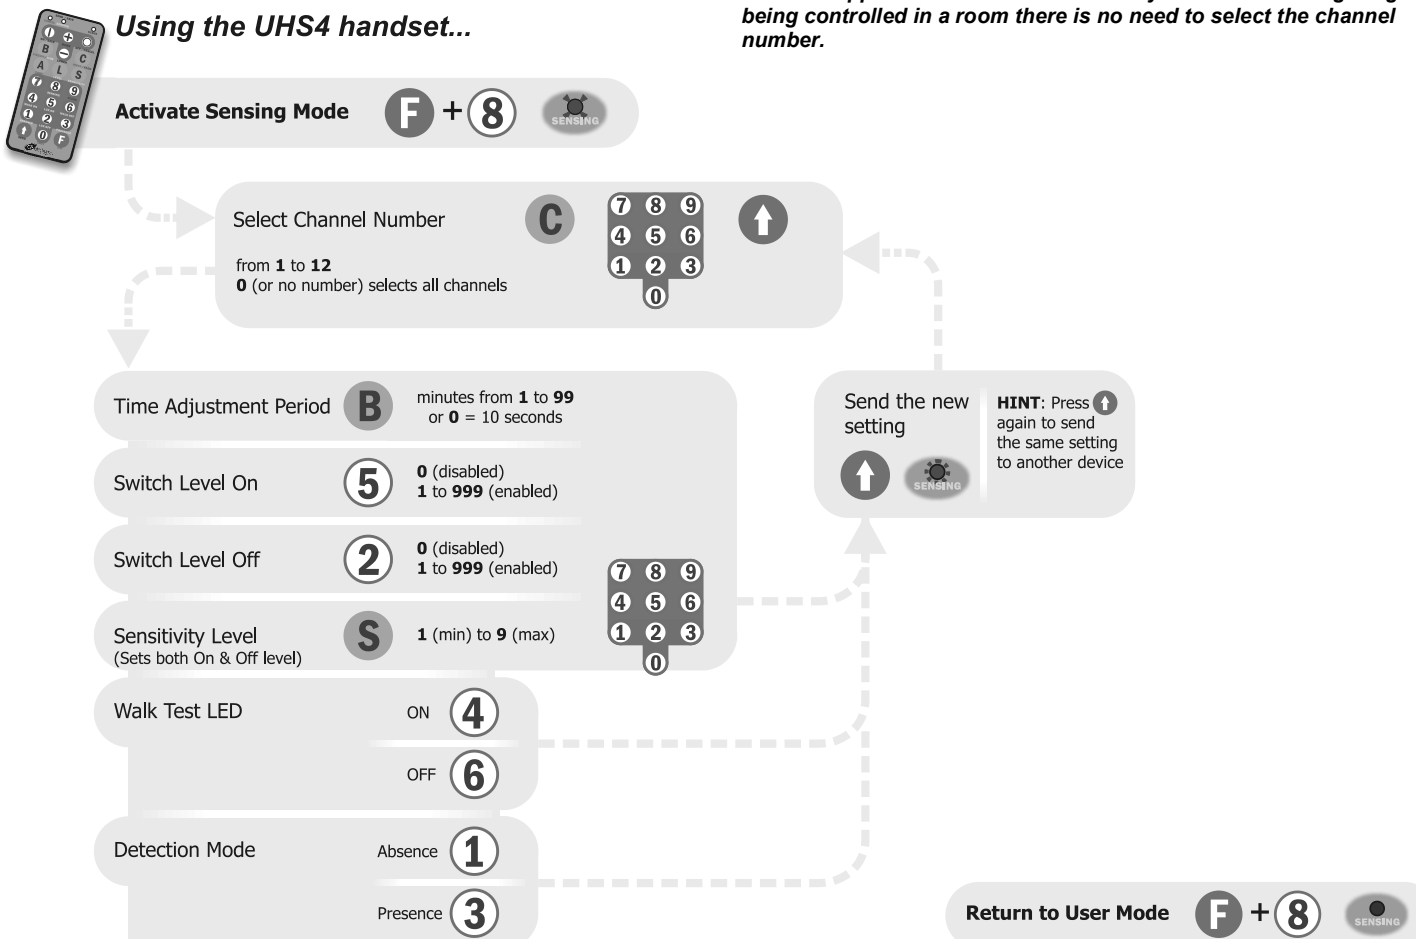 Using the UHS4 handset...
being controlled in a room there is no need to select the channel
number.
Activate Sensing Mode F + 8 SENSING
Select Channel Number C 7 8 9
4 5 6
1 2 3
0
from 1 to 12
0 (or no number) selects all channels
Time Adjustment Period B minutes from 1 to 99
or 0 = 10 seconds
Switch Level On 5 0 (disabled)
1 to 999 (enabled)
Switch Level Off 2 0 (disabled)
1 to 999 (enabled)
Sensitivity Level S 1 (min) to 9 (max)
(Sets both On & Off level)
7 8 9
4 5 6
1 2 3
0
Send the new
setting
SENSING
HINT: Press
again to send
the same setting
to another device
Walk Test LED ON 4
OFF 6
Detection Mode Absence 1
Presence 3
Return to User Mode F + 8 SENSING